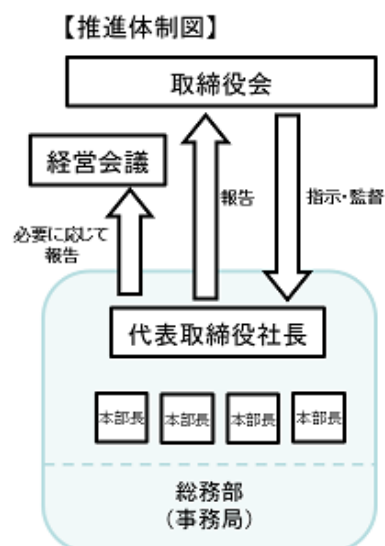 【推進体制図】
取締役会
経営会議
報告
指示・監督
必要に応じて
報告
代表取締役社長
本部長
本部長
本部長
本部長
総務部
（事務局）